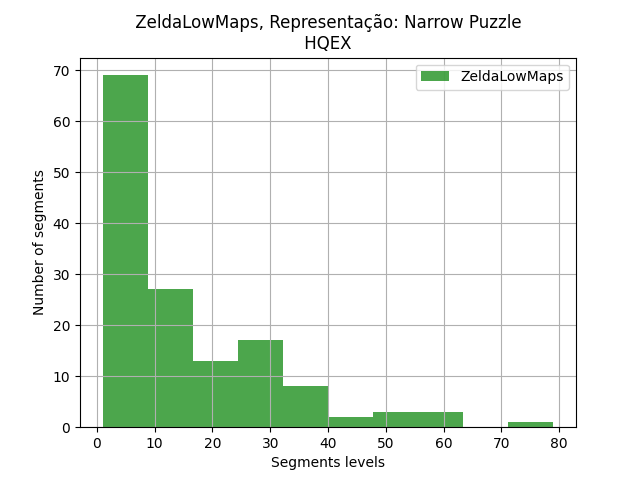 ZeldaLowMaps, Representação: Narrow Puzzle
HQEX
ZeldaLowMaps
70
60
50
40
30
20
10
0
Number of segments
0 10 20 30 40 50 60 70 80
Segments levels